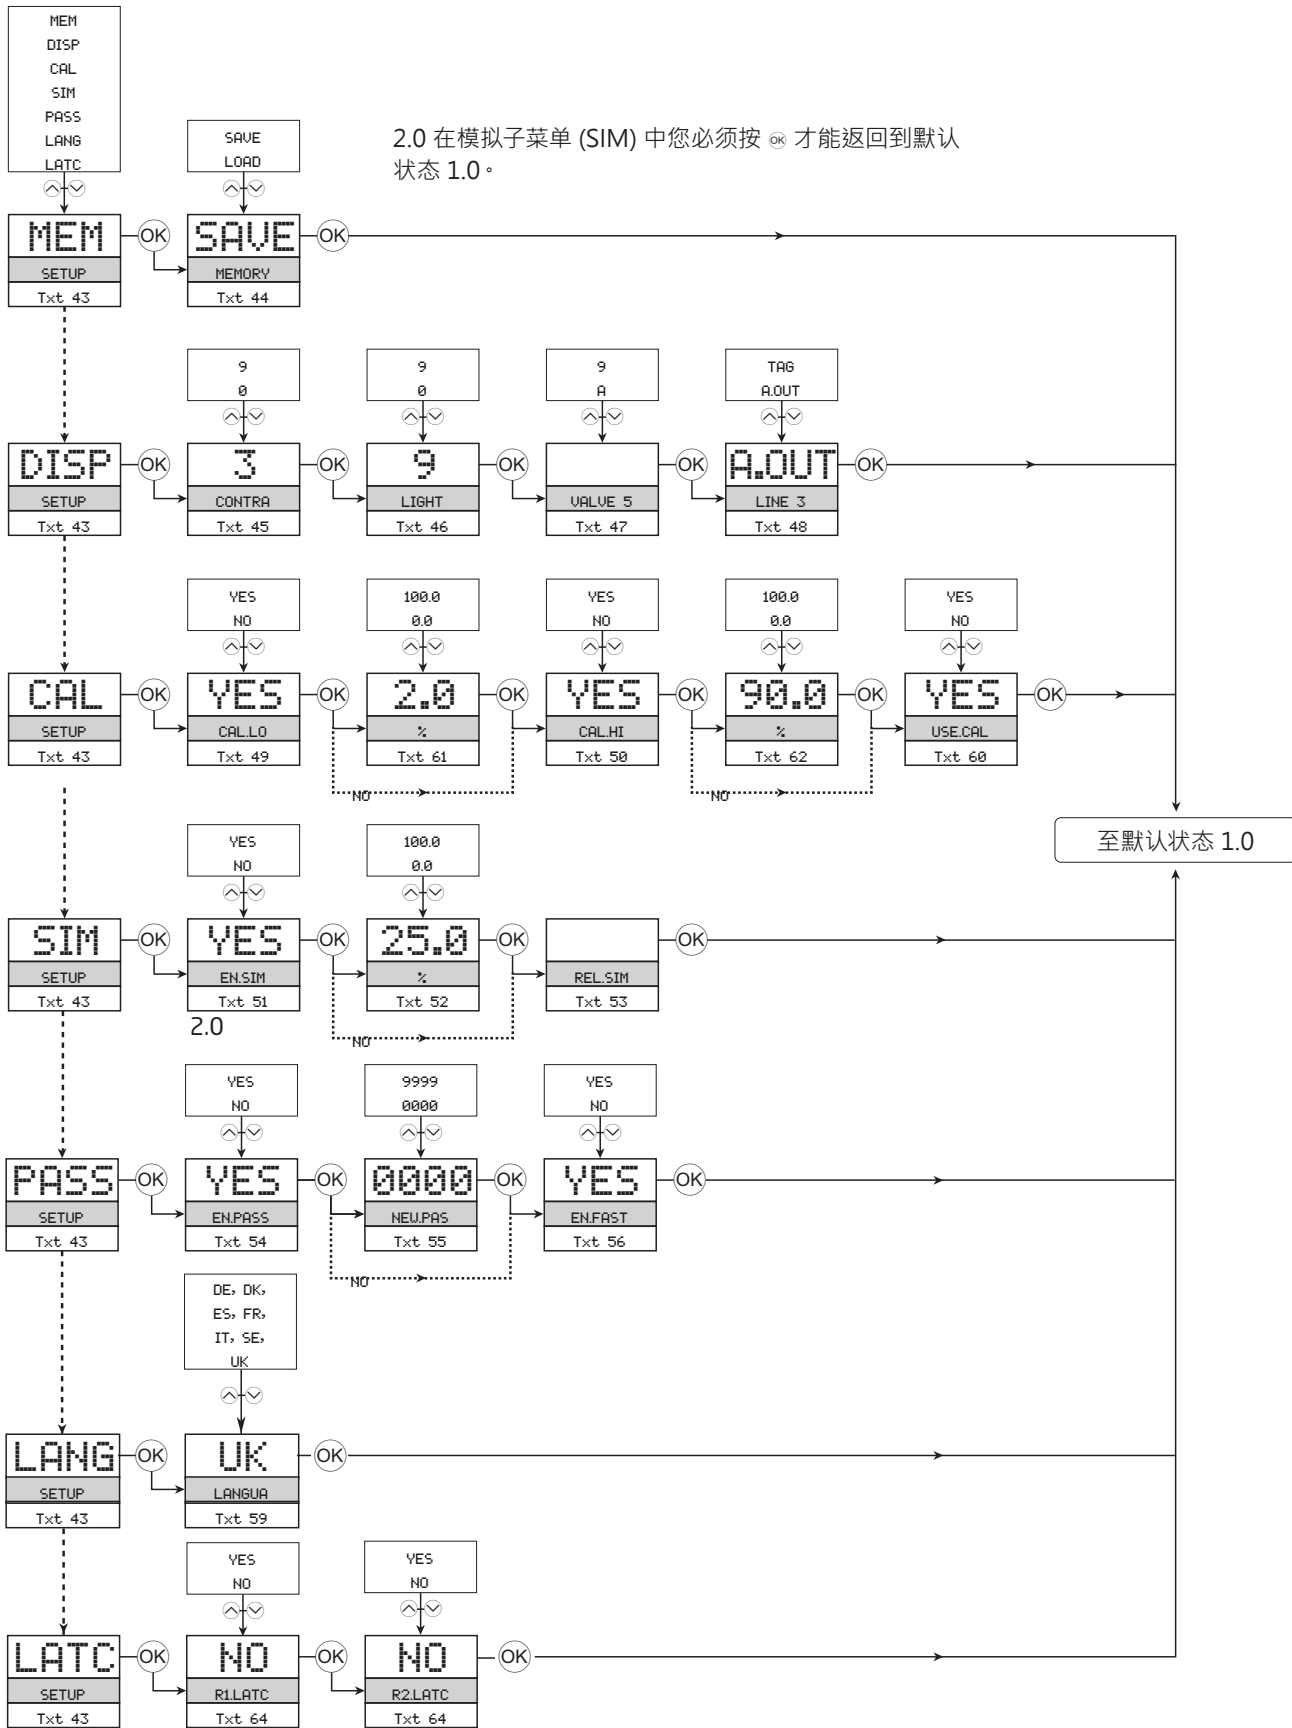 MEM
DISP
CAL
SIM
PASS
LANG
LATC
SAVE
LOAD
2.0 在模拟子菜单 (SIM) 中您必须按 OK 才能返回到默认
状态 1.0。
MEM OK SAVE OK
SETUP MEMORY
Txt 43 Txt 44
9 9 9 TAG
0 0 A A.OUT
DISP OK 3 OK 9 OK OK A.OUT OK
SETUP CONTRA LIGHT VALVE 5 LINE 3
Txt 43 Txt 45 Txt 46 Txt 47 Txt 48
YES 100.0 YES 100.0 YES
NO 0.0 NO 0.0 NO
CAL OK YES OK 2.0 OK YES OK 90.0 OK YES OK
SETUP CAL.LO % CAL.HI % USE.CAL
Txt 43 Txt 49 Txt 61 Txt 50 Txt 62 Txt 60
NO NO
至默认状态 1.0
YES 100.0
NO 0.0
SIM OK YES OK 25.0 OK OK
SETUP EN.SIM % REL.SIM
Txt 43 Txt 51 Txt 52 Txt 53
2.0
NO
YES 9999 YES
NO 0000 NO
PASS OK YES OK 0000 OK YES OK
SETUP EN.PASS NEW.PAS EN.FAST
Txt 43 Txt 54 Txt 55 Txt 56
NO
DE, DK,
ES, FR,
IT, SE,
UK
LANG OK UK OK
SETUP LANGUA
Txt 43 Txt 59
YES YES
NO NO
LATC OK NO OK NO OK
SETUP R1.LATC R2.LATC
Txt 43 Txt 64 Txt 64